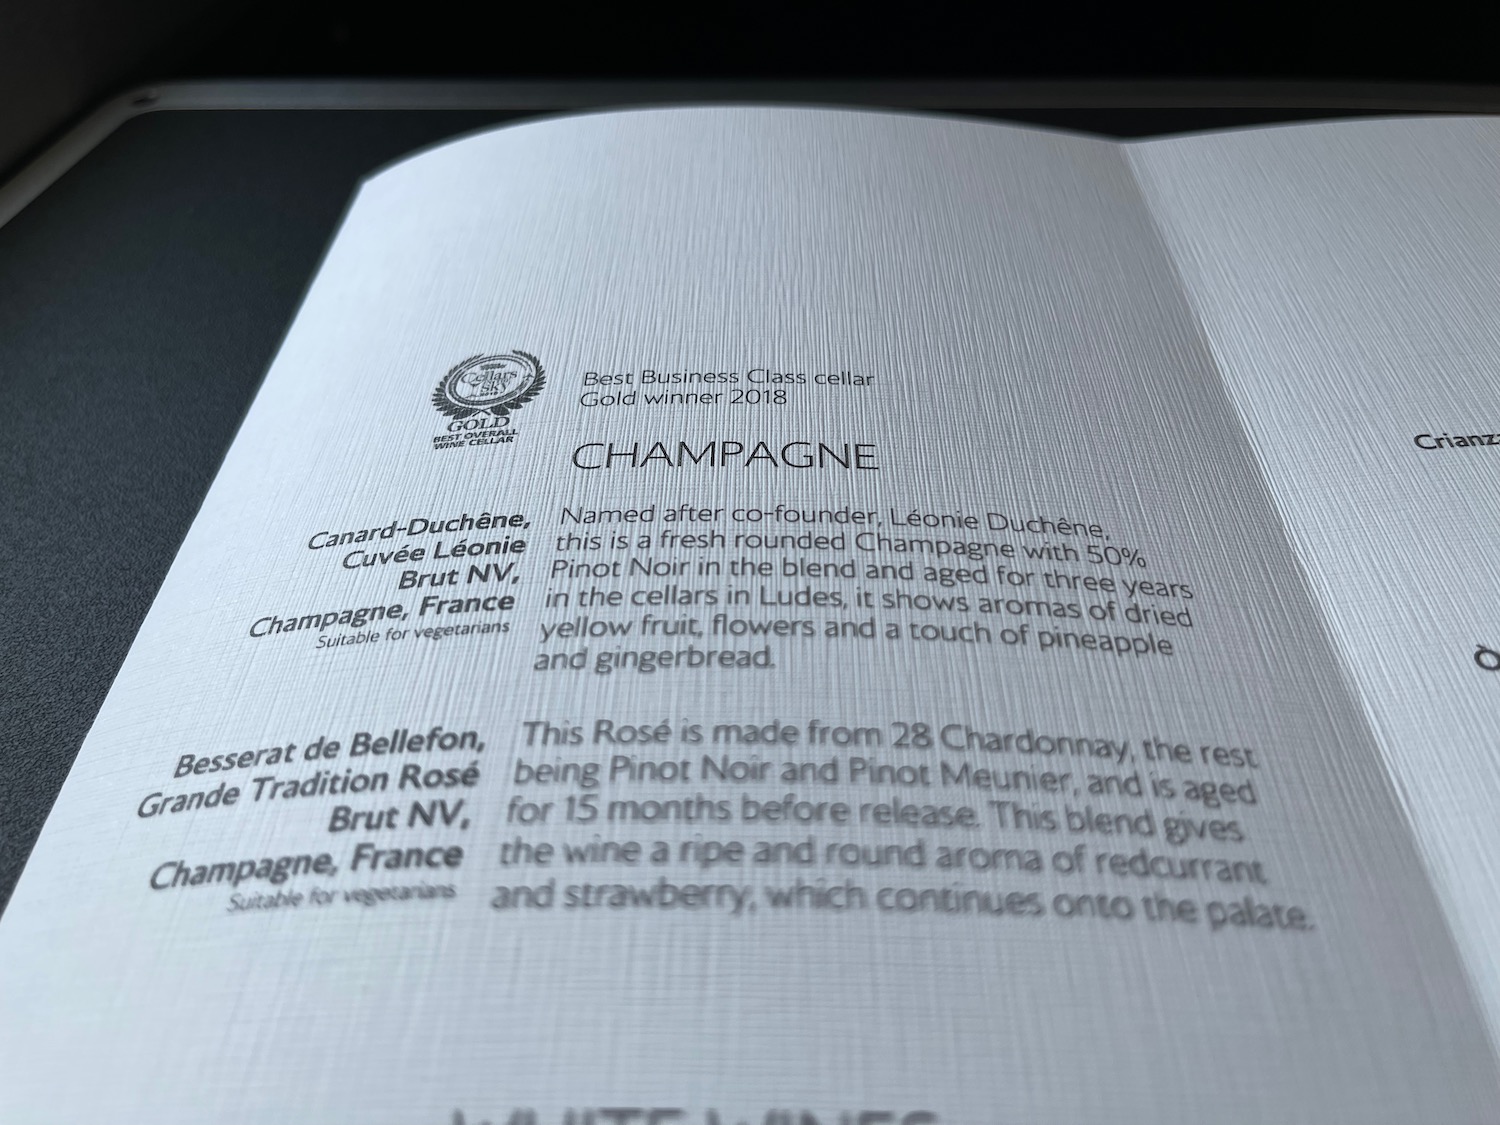 Cellars
in the
Sky
GOLD
BEST OVERALL
WINE CELLAR
Best Business Class cellar
Gold winner 2018
CHAMPAGNE
Canard-Duchêne,
Cuvée Léonie
Brut NV,
Champagne, France
Suitable for vegetarians
Named after co-founder, Léonie Duchêne,
this is a fresh rounded Champagne with 50%
Pinot Noir in the blend and aged for three years
in the cellars in Ludes, it shows aromas of dried
yellow fruit, flowers and a touch of pineapple
and gingerbread.
Besserat de Bellefon,
Grande Tradition Rosé
Brut NV,
Champagne, France
Suitable for vegetarians
This Rosé is made from 28 Chardonnay, the rest
being Pinot Noir and Pinot Meunier, and is aged
for 15 months before release. This blend gives
the wine a ripe and round aroma of redcurrant
and strawberry, which continues onto the palate.
WHITE WINES
Crianz